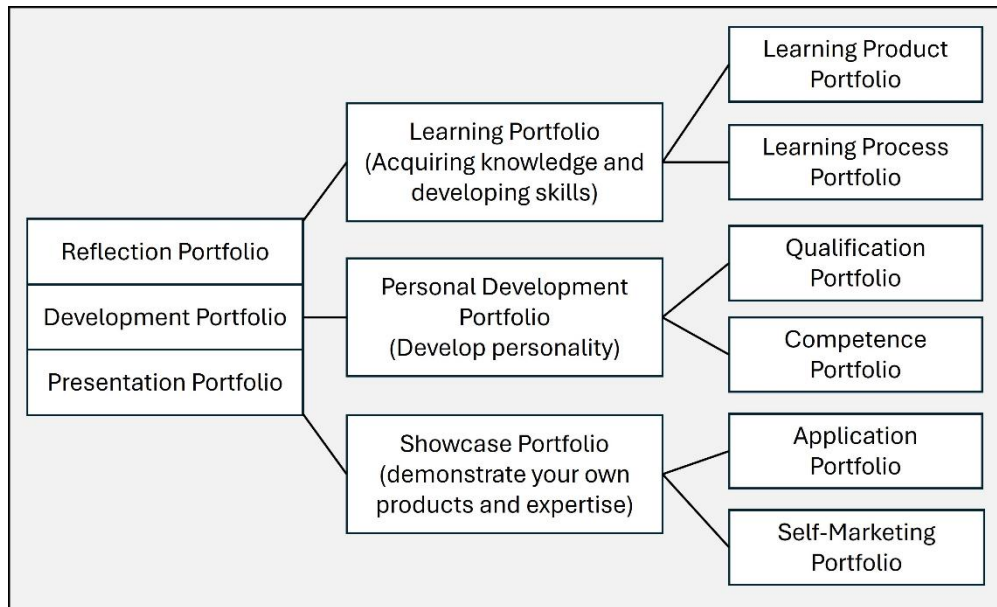 Reflection Portfolio
Development Portfolio
Presentation Portfolio
Learning Portfolio
(Acquiring knowledge and
developing skills)
Personal Development
Portfolio
(Develop personality)
Showcase Portfolio
(demonstrate your own
products and expertise)
Learning Product
Portfolio
Learning Process
Portfolio
Qualification
Portfolio
Competence
Portfolio
Application
Portfolio
Self-Marketing
Portfolio